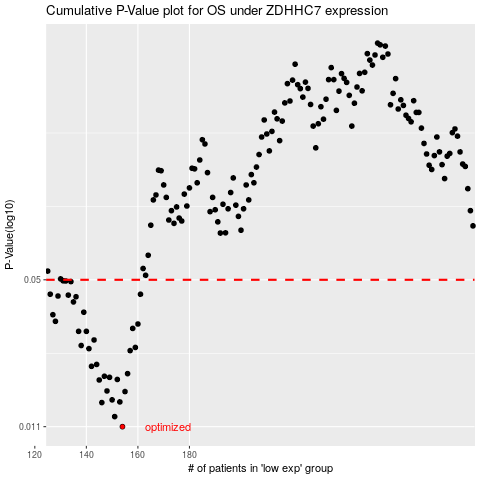 Cumulative P-Value plot for OS under ZDHHC7 expression
P-Value(log10)
0.05
0.011
optimized
120 140 160 180
# of patients in 'low exp' group